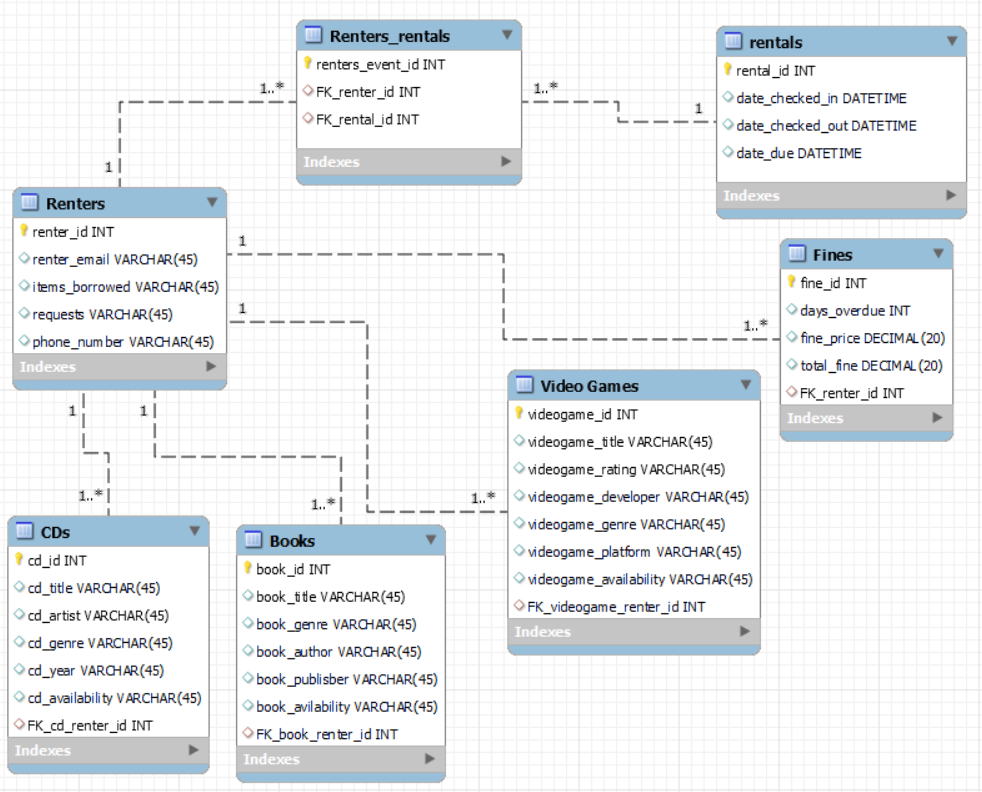 Renters_rentals
renters_event_id INT
FK_renter_id INT
FK_rental_id INT
Indexes
1..*
1..*
1
1
rentals
rental_id INT
date_checked_in DATETIME
date_checked_out DATETIME
date_due DATETIME
Indexes
Renters
renter_id INT
renter_email VARCHAR(45)
items_borrowed VARCHAR(45)
requests VARCHAR(45)
phone_number VARCHAR(45)
Indexes
1
1
1..*
Fines
fine_id INT
days_overdue INT
fine_price DECIMAL(20)
total_fine DECIMAL(20)
FK_renter_id INT
Indexes
1
1
1..*
1..*
1..*
Video Games
videogame_id INT
videogame_title VARCHAR(45)
videogame_rating VARCHAR(45)
videogame_developer VARCHAR(45)
videogame_genre VARCHAR(45)
videogame_platform VARCHAR(45)
videogame_availability VARCHAR(45)
FK_videogame_renter_id INT
Indexes
CDs
cd_id INT
cd_title VARCHAR(45)
cd_artist VARCHAR(45)
cd_genre VARCHAR(45)
cd_year VARCHAR(45)
cd_availability VARCHAR(45)
FK_cd_renter_id INT
Indexes
Books
book_id INT
book_title VARCHAR(45)
book_genre VARCHAR(45)
book_author VARCHAR(45)
book_publisber VARCHAR(45)
book_avilability VARCHAR(45)
FK_book_renter_id INT
Indexes